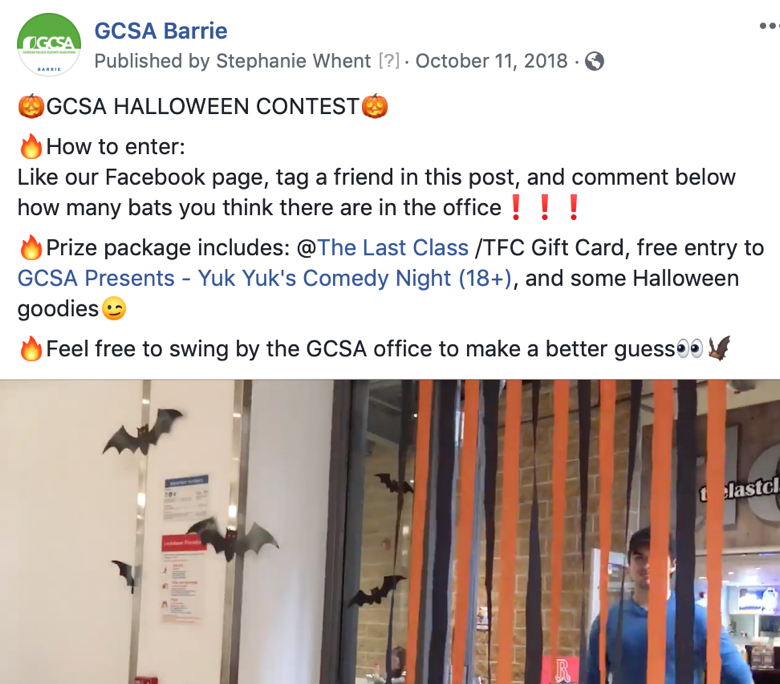 GCSA
BARRIE
GCSA Barrie
Published by Stephanie Whent [?] · October 11, 2018 ·
🎃GCSA HALLOWEEN CONTEST🎃
🔥How to enter:
Like our Facebook page, tag a friend in this post, and comment below
how many bats you think there are in the office❗❗❗
🔥Prize package includes: @The Last Class /TFC Gift Card, free entry to
GCSA Presents - Yuk Yuk's Comedy Night (18+), and some Halloween
goodies😉
🔥Feel free to swing by the GCSA office to make a better guess👀🦇
thelastcl
R